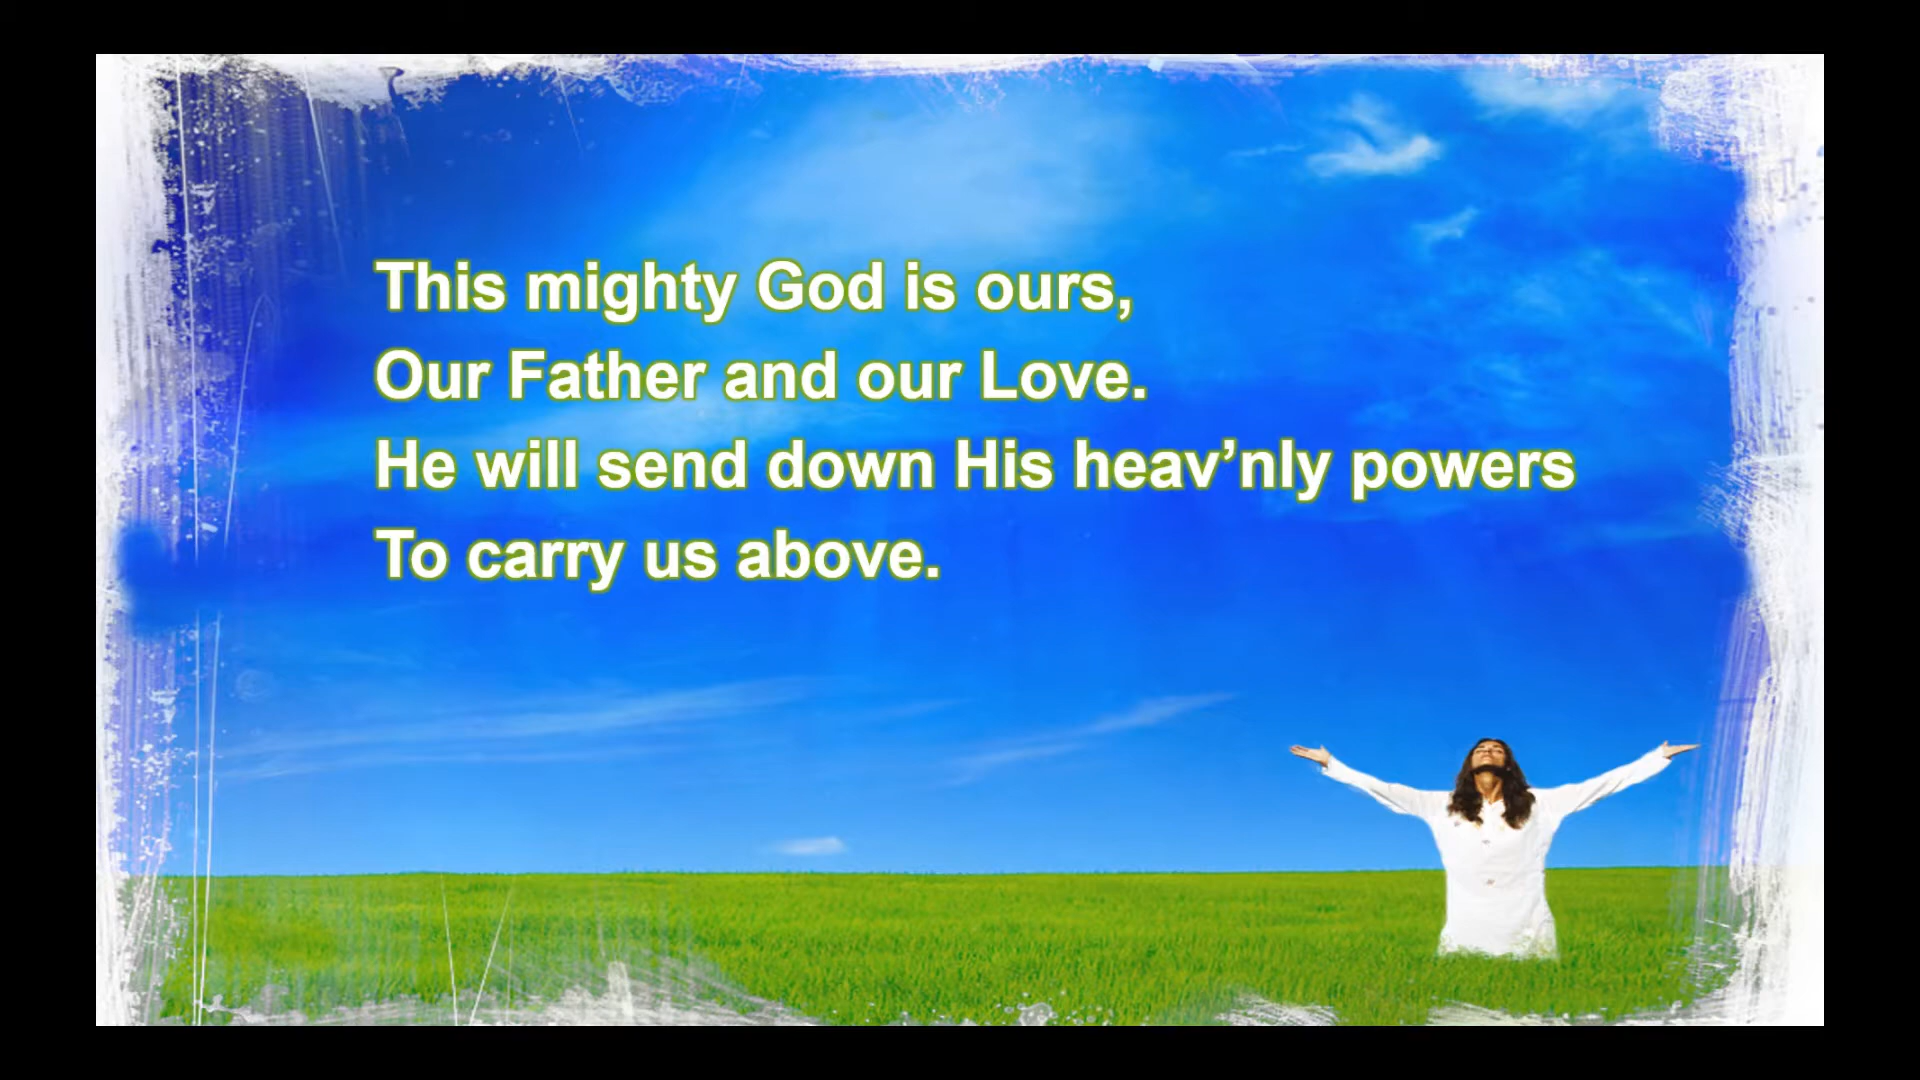 This mighty God is ours,
Our Father and our Love.
He will send down His heav’nly powers
To carry us above.